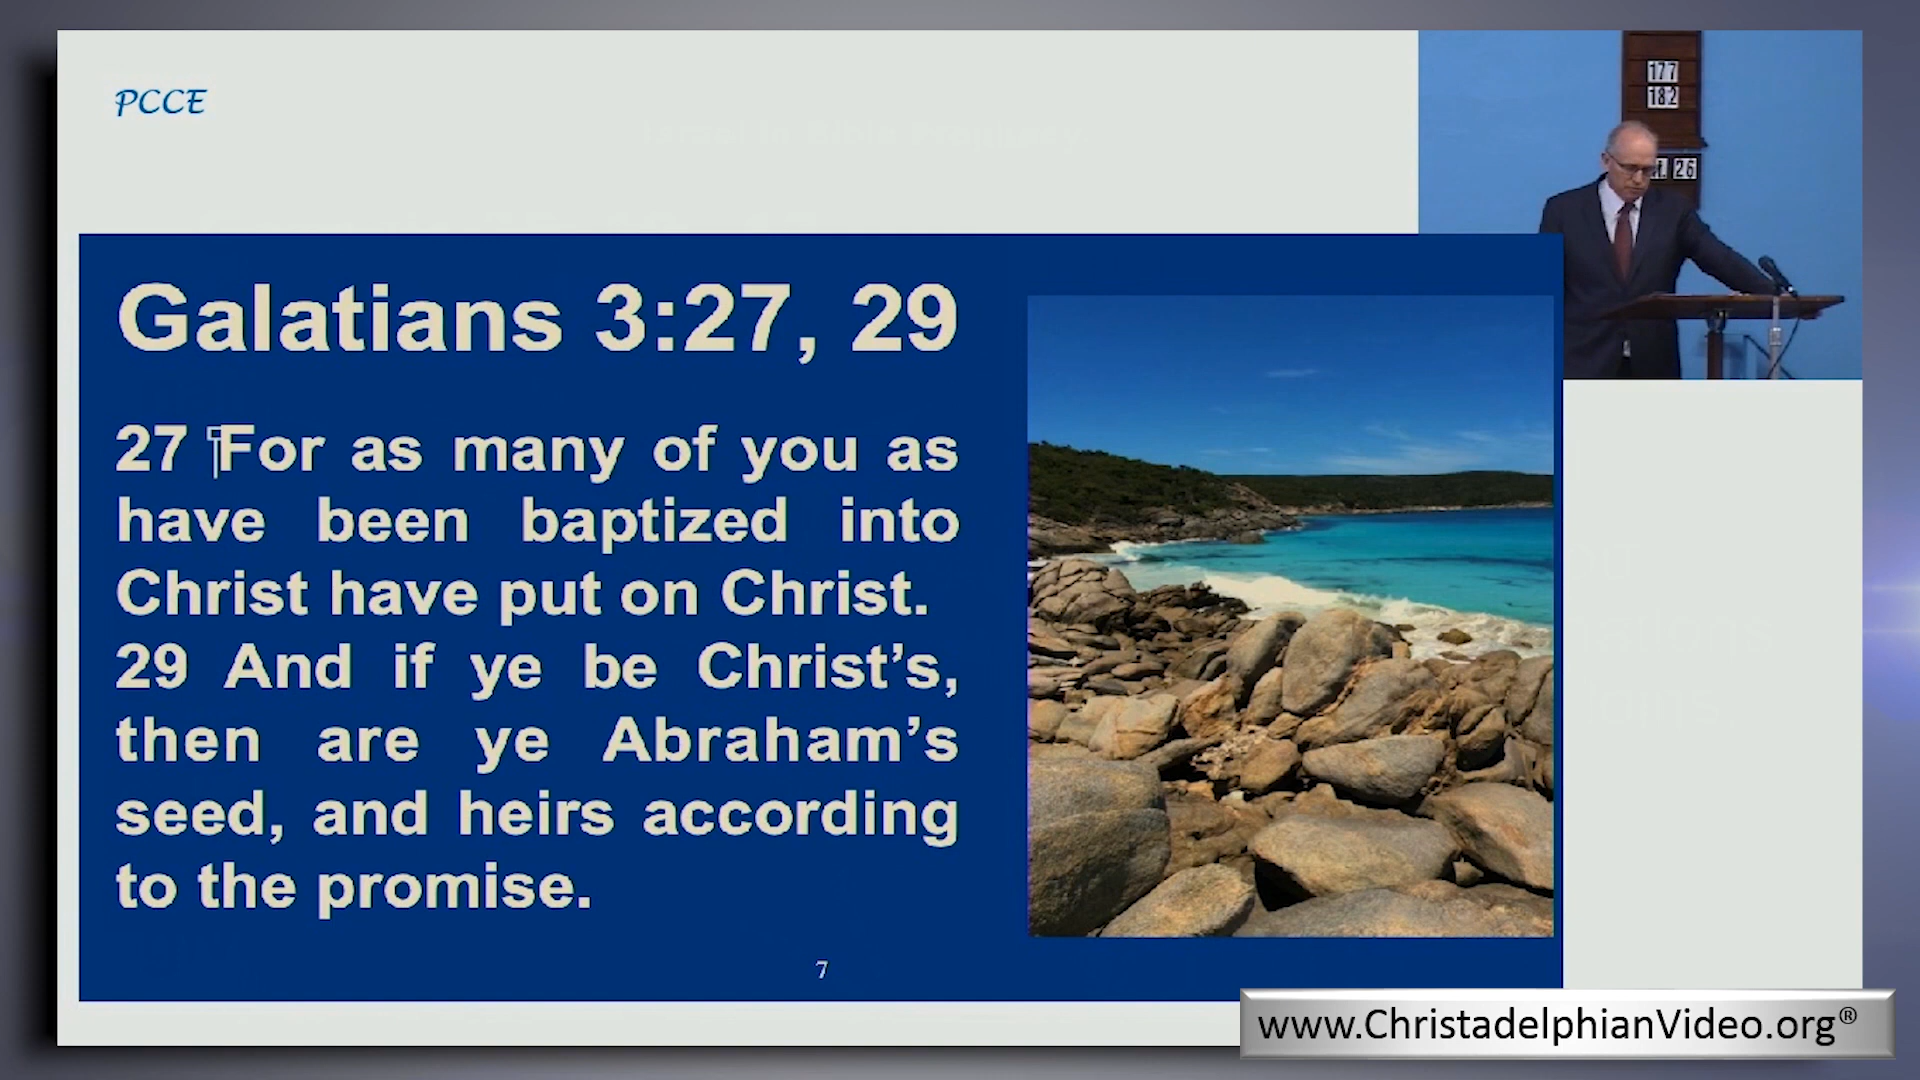 PCCE
177
182
26
Galatians 3:27, 29
27 ¶For as many of you as
have been baptized into
Christ have put on Christ.
29 And if ye be Christ’s,
then are ye Abraham’s
seed, and heirs according
to the promise.
7
www.ChristadelphianVideo.org®